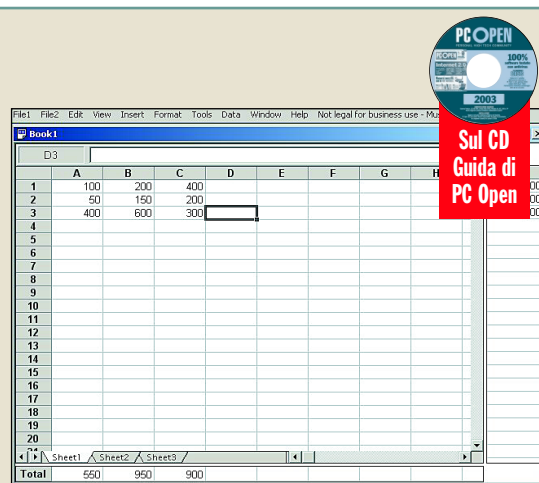 PC OPEN
100%
2003
Sul CD
Guida di
PC Open
File1 File2 Edit View Insert Format Tools Data Window Help Not legal for business use - Mus
Book1
D3
A B C D E F G H
1 100 200 400
2 50 150 200
3 400 600 300
4
5
6
7
8
9
10
11
12
13
14
15
16
17
18
19
20
Sheet1 Sheet2 Sheet3
Total 550 950 900